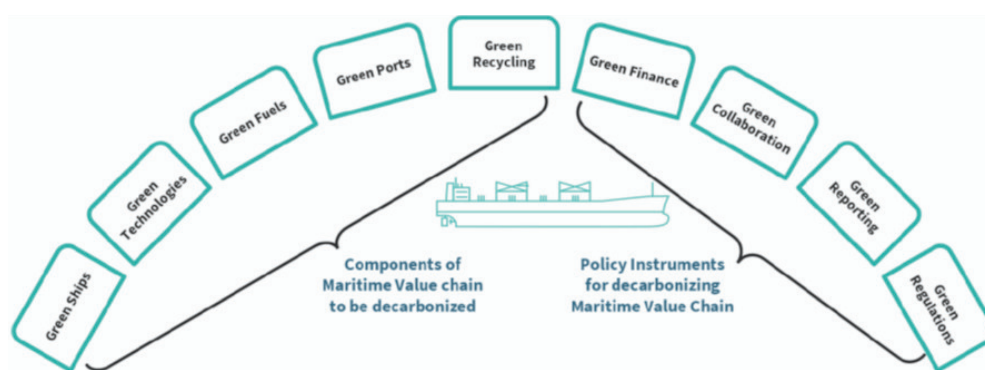 Green Ships
Green
Technologies
Green Fuels
Green Ports
Green
Recycling
Green Finance
Green
Collaboration
Green
Reporting
Green
Regulations
Components of
Maritime Value chain
to be decarbonized
Policy Instruments
for decarbonizing
Maritime Value Chain